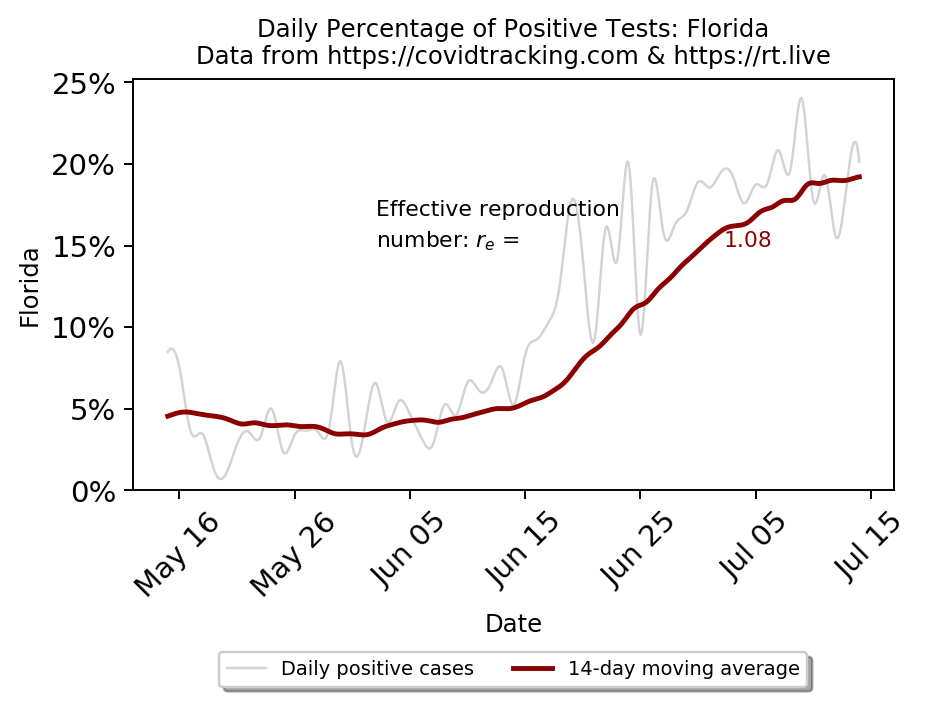 Daily Percentage of Positive Tests: Florida
Data from https://covidtracking.com & https://rt.live
25%
20%
15%
10%
5%
0%
Florida
Effective reproduction
number: rₑ =
1.08
May 16
May 26
Jun 05
Jun 15
Jun 25
Jul 05
Jul 15
Date
Daily positive cases
14-day moving average